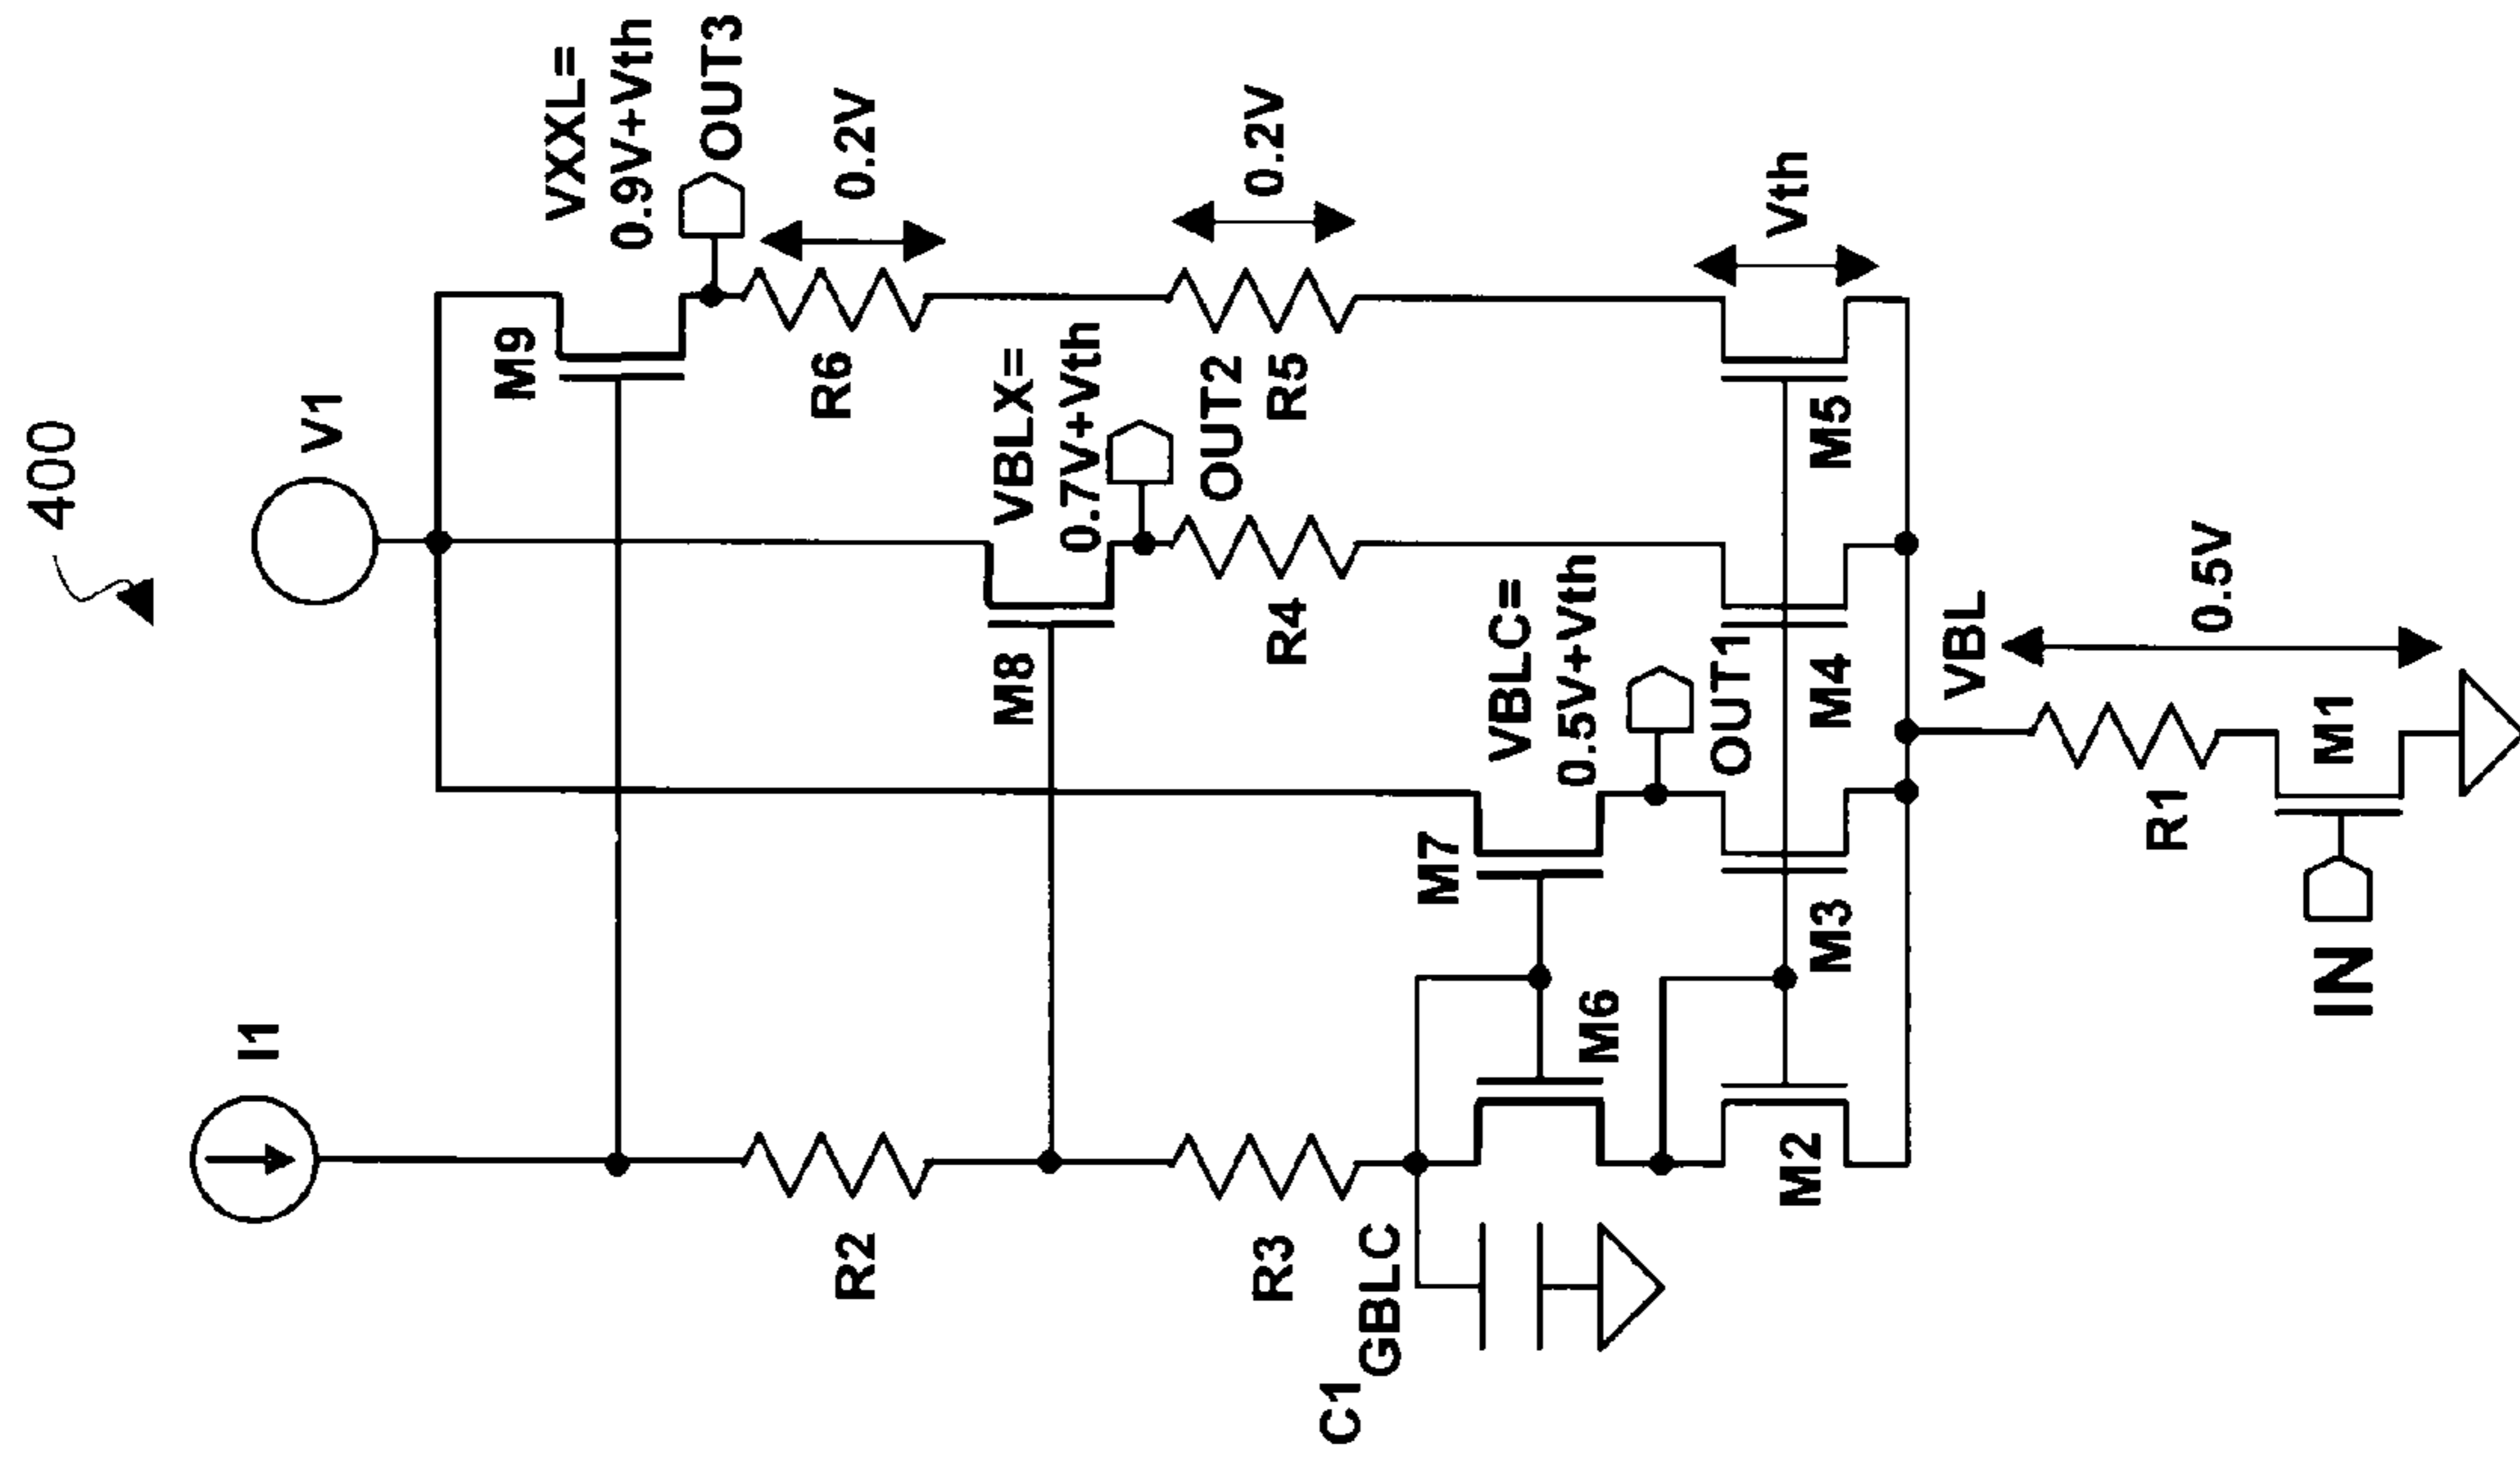 400
V1
I1
M9
VXXL=
0.9V+Vth
OUT3
R6
0.2V
R2
M8
VBLX=
0.7V+Vth
OUT2
R5
0.2V
R4
R3
C1
GBLC
M7
VBLC=
0.5V+Vth
OUT1
M6
M5
Vth
M4
M3
M2
VBL
0.5V
R1
M1
IN